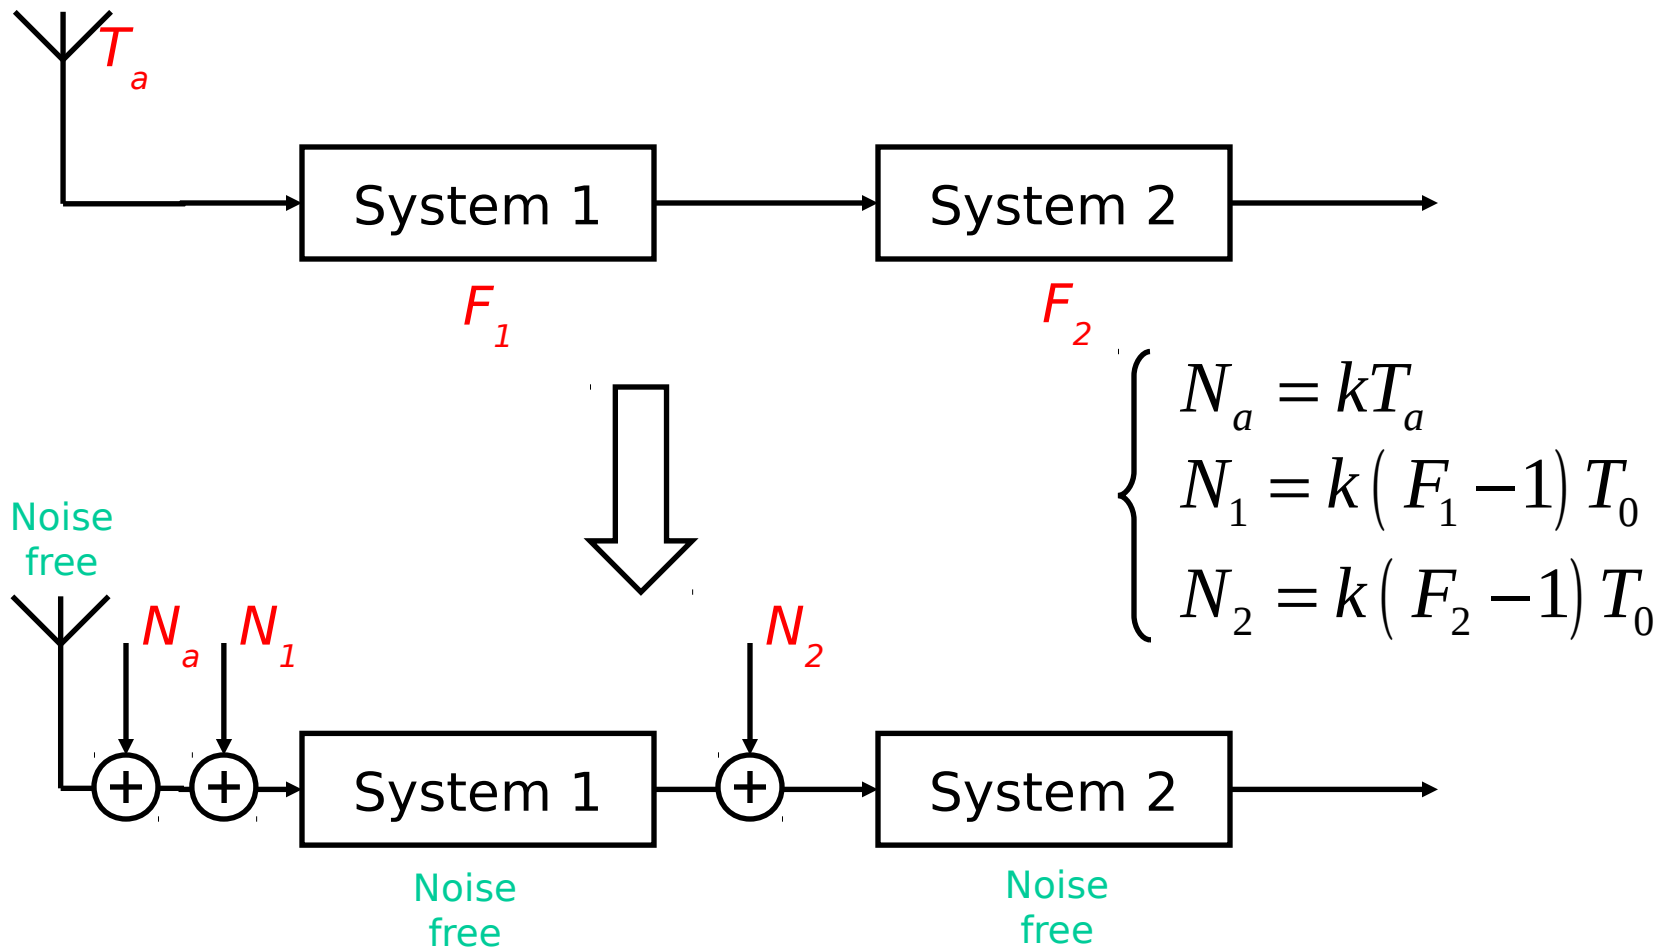 Tₐ
System 1
System 2
F₁
F₂
Nₐ = kTₐ
N₁ = k(F₁ − 1)T₀
N₂ = k(F₂ − 1)T₀
Noise
free
Nₐ
N₁
N₂
+
+
System 1
+
System 2
Noise
free
Noise
free